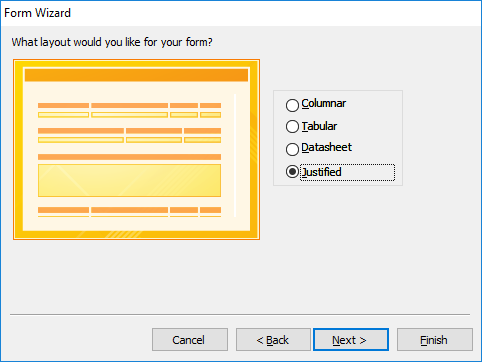 Form Wizard
What layout would you like for your form?
Columnar
Tabular
Datasheet
Justified
Cancel
< Back
Next >
Finish